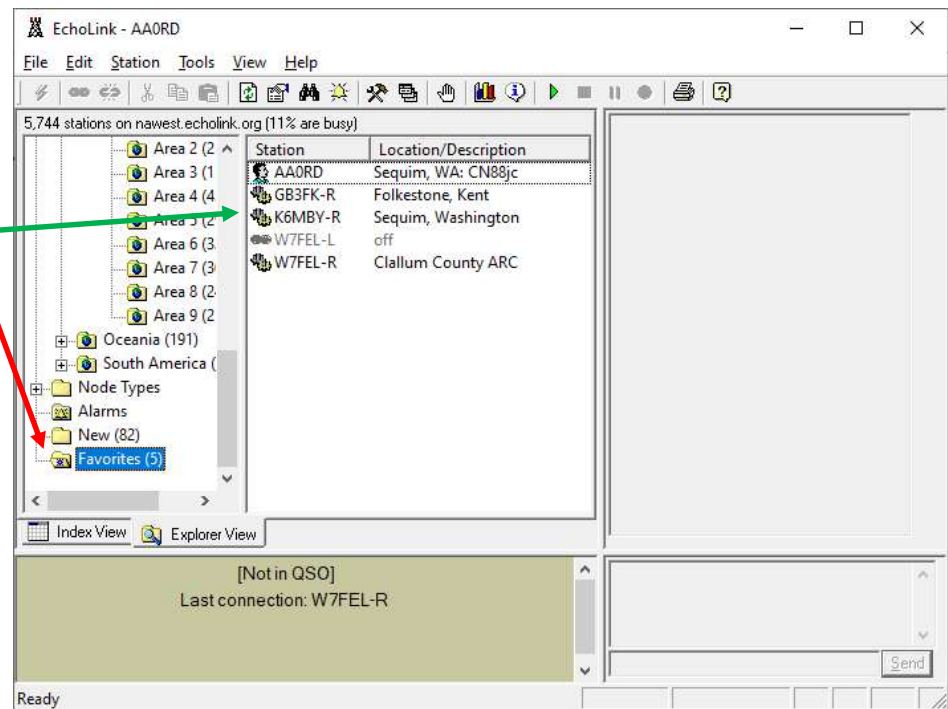 EchoLink - AA0RD
File Edit Station Tools View Help
5,744 stations on nawest.echolink.org (11% are busy)
Area 2 (2
Area 3 (1
Area 4 (4
Area 5 (2
Area 6 (3
Area 7 (3
Area 8 (2
Area 9 (2
Oceania (191)
South America (
Node Types
Alarms
New (82)
Favorites (5)
Station Location/Description
AA0RD Sequim, WA: CN88jc
GB3FK-R Folkestone, Kent
K6MBY-R Sequim, Washington
W7FEL-L off
W7FEL-R Clallum County ARC
Index View Explorer View
[Not in QSO]
Last connection: W7FEL-R
Send
Ready